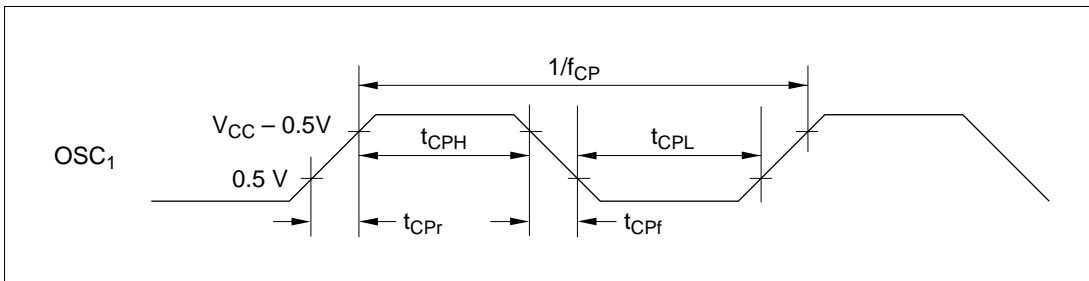 1/fCP
VCC – 0.5V
tCPH
tCPL
OSC1
0.5 V
tCPr
tCPf